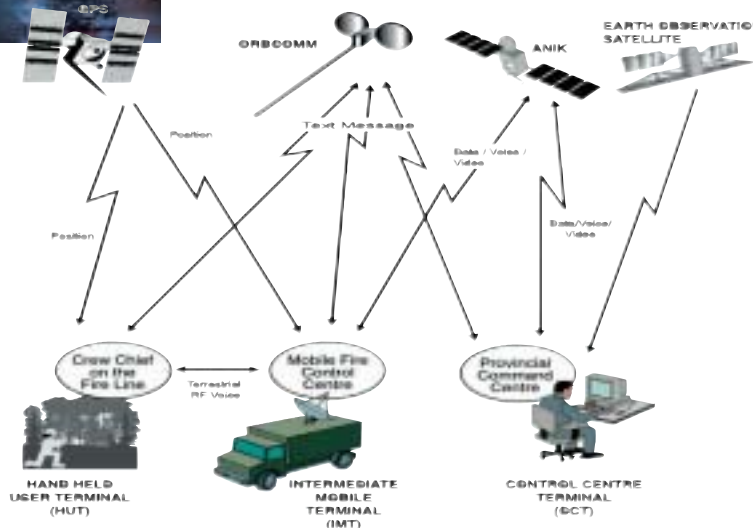 GPS
ORBCOMM
ANIK
EARTH OBSERVATIO
SATELLITE
Text Message
Position
Data / Voice /
Video
Position
Data/Voice/
Video
Crew Chief
on the
Fire Line
Mobile Fire
Control
Centre
Provincial
Command
Centre
Terrestrial
RF Voice
HAND HELD
USER TERMINAL
(HUT)
INTERMEDIATE
MOBILE
TERMINAL
(IMT)
CONTROL CENTRE
TERMINAL
(CCT)